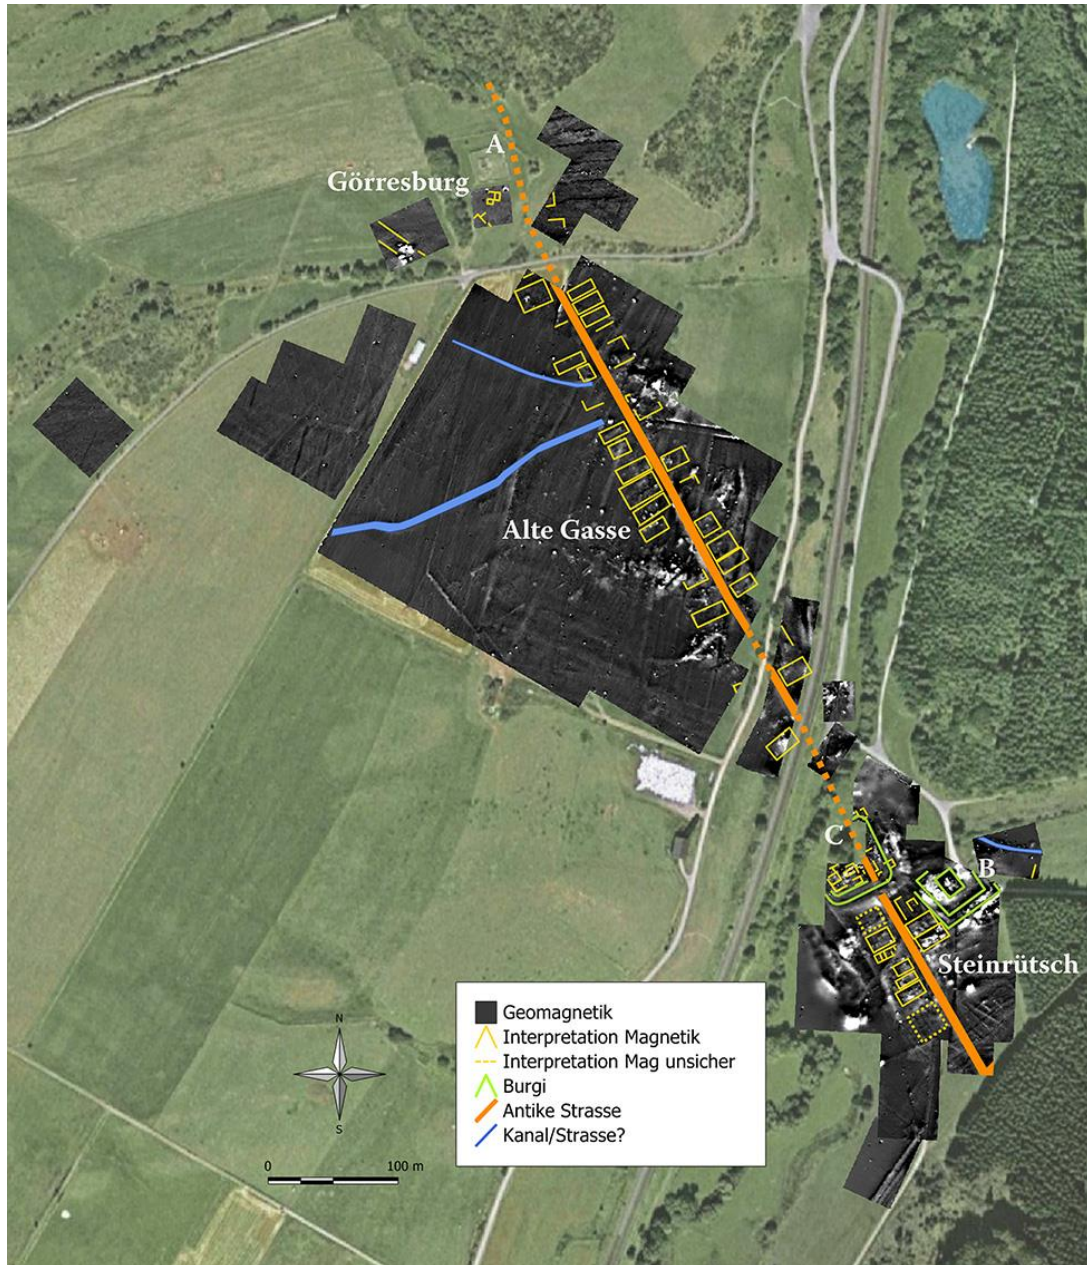 A
Görresburg
Alte Gasse
C
B
Steinrütsch
Geomagnetik
Interpretation Magnetik
Interpretation Mag unsicher
Burgi
Antike Strasse
Kanal/Strasse?
N
S
0 100 m